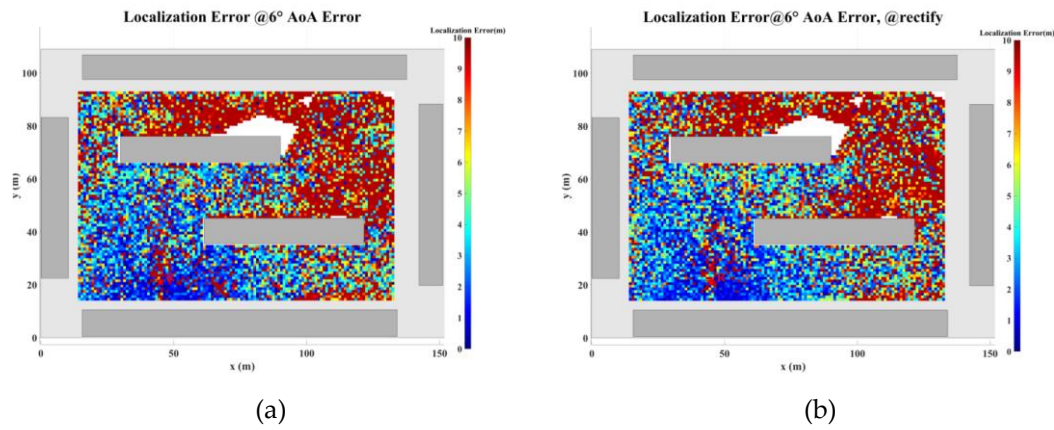 Localization Error @6° AoA Error
Localization Error(m)
10
9
8
7
6
5
4
3
2
1
0
100
80
60
40
20
0
y (m)
0 50 100 150
x (m)
(a)
Localization Error@6° AoA Error, @rectify
Localization Error(m)
10
9
8
7
6
5
4
3
2
1
0
100
80
60
40
20
0
y (m)
0 50 100 150
x (m)
(b)